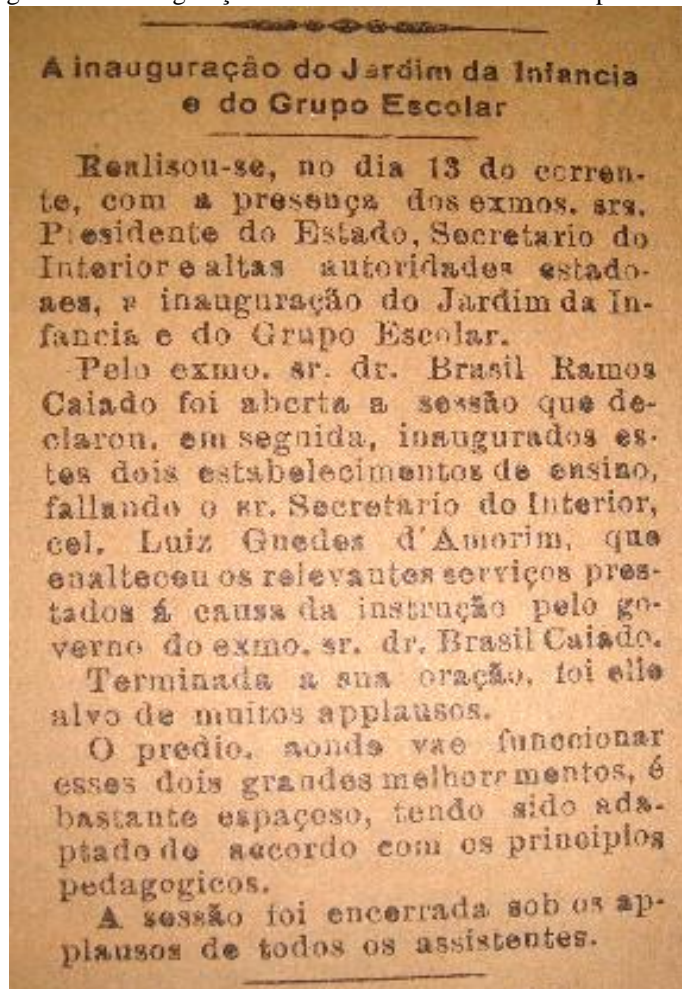 A inauguração do Jardim da Infancia
e do Grupo Escolar
Realisou-se, no dia 13 do corren-
te, com a presença dos exmos. srs.
Presidente do Estado, Secretario do
Interior e altas autoridades estado-
aes, a inauguração do Jardim da In-
fancia e do Grupo Escolar.
Pelo exmo. sr. dr. Brasil Ramos
Caiado foi aberta a sessão que de-
clarou, em seguida, inaugurados es-
tes dois estabelecimentos de ensino,
fallando o sr. Secretario do Interior,
cel. Luiz Guedes d'Amorim, que
enalteceu os relevantes serviços pres-
tados á causa da instrução pelo go-
verno do exmo. sr. dr. Brasil Caiado.
Terminada a sua oração, foi elle
alvo de muitos applausos.
O predio, aonde vae funccionar
esses dois grandes melhoramentos, é
bastante espaçoso, tendo sido ada-
ptado de accordo com os principios
pedagogicos.
A sessão foi encerrada sob os ap-
plausos de todos os assistentes.